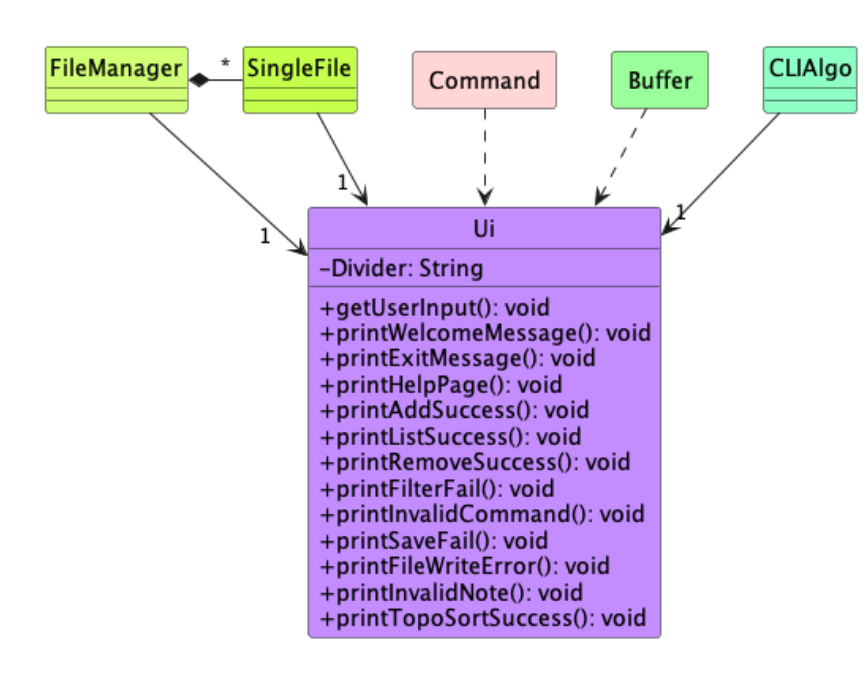 FileManager
*
SingleFile
Command
Buffer
CLIAlgo
1
1
1
Ui
-Divider: String
+getUserInput(): void
+printWelcomeMessage(): void
+printExitMessage(): void
+printHelpPage(): void
+printAddSuccess(): void
+printListSuccess(): void
+printRemoveSuccess(): void
+printFilterFail(): void
+printInvalidCommand(): void
+printSaveFail(): void
+printFileWriteError(): void
+printInvalidNote(): void
+printTopoSortSuccess(): void